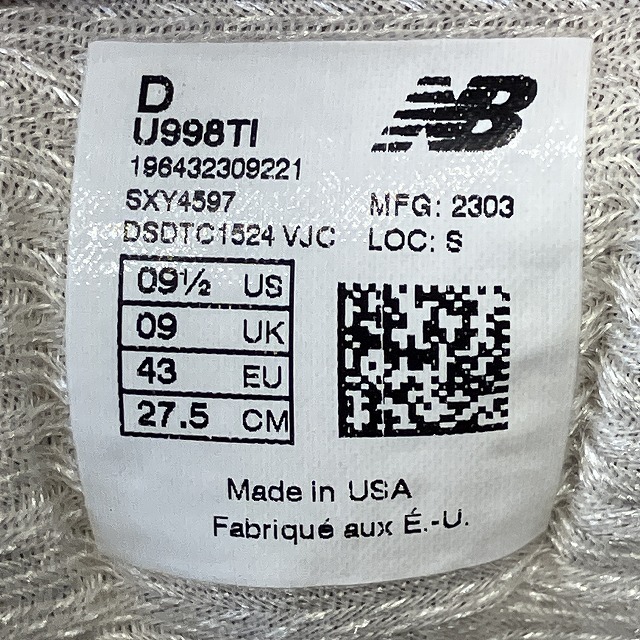 D
NB
U998TI
196432309221
SXY4597 MFG: 2303
DSDTC1524 VJC LOC: S
09½ US
09 UK
43 EU
27.5 CM
Made in USA
Fabriqué aux É.-U.